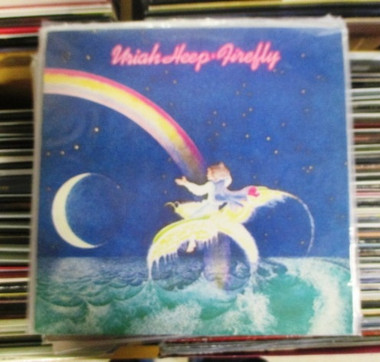 Uriah Heep • Firefly